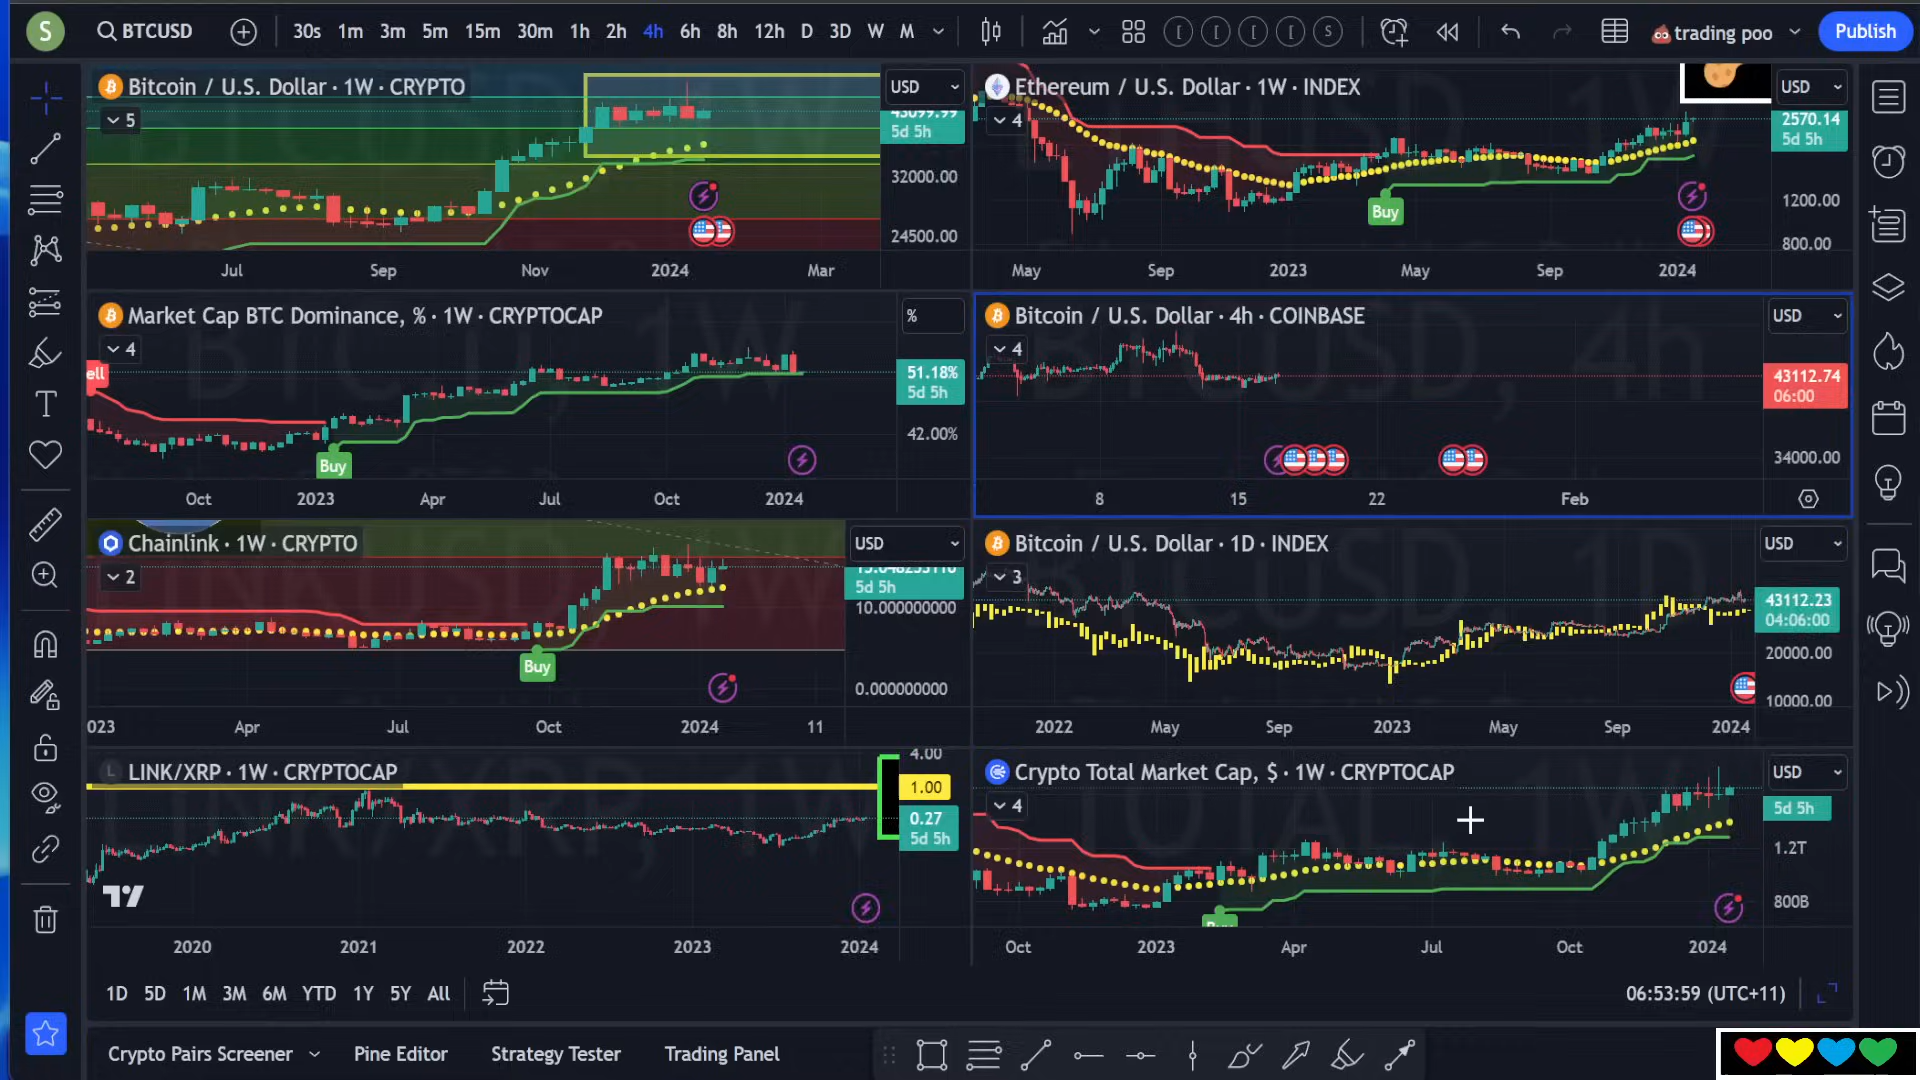 S BTCUSD 30s 1m 3m 5m 15m 30m 1h 2h 4h 6h 8h 12h D 3D W M [ [ [ [ S trading poo Publish
Bitcoin / U.S. Dollar · 1W · CRYPTO
USD
5
43099.99
5d 5h
32000.00
24500.00
Jul Sep Nov 2024 Mar
Ethereum / U.S. Dollar · 1W · INDEX
USD
4
2570.14
5d 5h
Buy
1200.00
800.00
May Sep 2023 May Sep 2024
Market Cap BTC Dominance, % · 1W · CRYPTOCAP
%
4
ell
51.18%
5d 5h
42.00%
Buy
Oct 2023 Apr Jul Oct 2024
Bitcoin / U.S. Dollar · 4h · COINBASE
USD
4
43112.74
06:00
34000.00
8 15 22 Feb
Chainlink · 1W · CRYPTO
USD
2
5d 5h
10.000000000
Buy
0.000000000
023 Apr Jul Oct 2024 11
Bitcoin / U.S. Dollar · 1D · INDEX
USD
3
43112.23
04:06:00
20000.00
10000.00
2022 May Sep 2023 May Sep 2024
LINK/XRP · 1W · CRYPTOCAP
4.00
1.00
0.27
5d 5h
2020 2021 2022 2023 2024
Crypto Total Market Cap, $ · 1W · CRYPTOCAP
USD
4
5d 5h
1.2T
800B
Buy
Oct 2023 Apr Jul Oct 2024
1D 5D 1M 3M 6M YTD 1Y 5Y All
06:53:59 (UTC+11)
Crypto Pairs Screener Pine Editor Strategy Tester Trading Panel